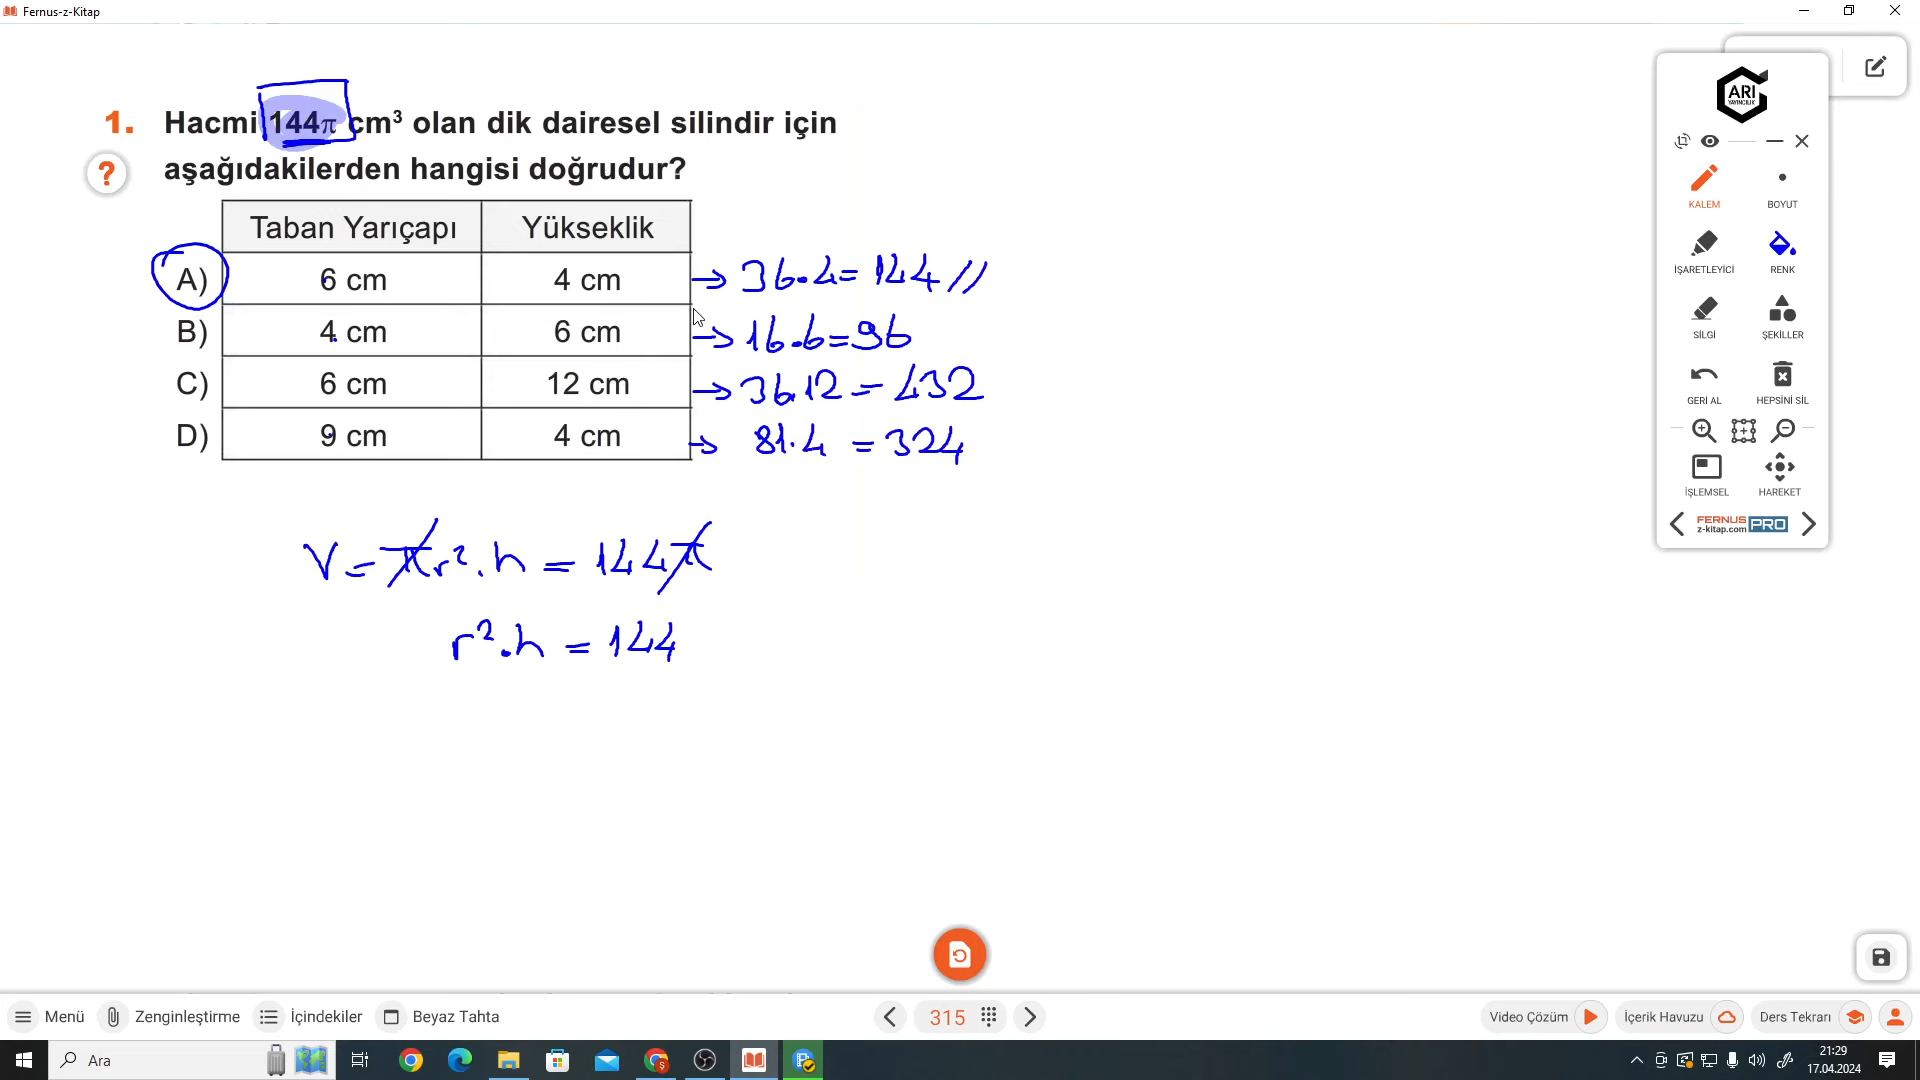 Fernus-z-Kitap
1. Hacmi 144π cm³ olan dik dairesel silindir için
aşağıdakilerden hangisi doğrudur?
?
Taban Yarıçapı Yükseklik
A) 6 cm 4 cm → 36.4= 144 //
B) 4 cm 6 cm → 16.6=96
C) 6 cm 12 cm → 36.12 = 432
D) 9 cm 4 cm → 81.4 = 324
V = πr². h = 144π
r².h = 144
ARI
YAYINCILIK
KALEM BOYUT
İŞARETLEYİCİ RENK
SİLGİ ŞEKİLLER
GERİ AL HEPSİNİ SİL
İŞLEMSEL HAREKET
FERNUS
z-kitap.com PRO
Menü Zenginleştirme İçindekiler Beyaz Tahta 315 Video Çözüm İçerik Havuzu Ders Tekrarı
Ara 21:29
17.04.2024